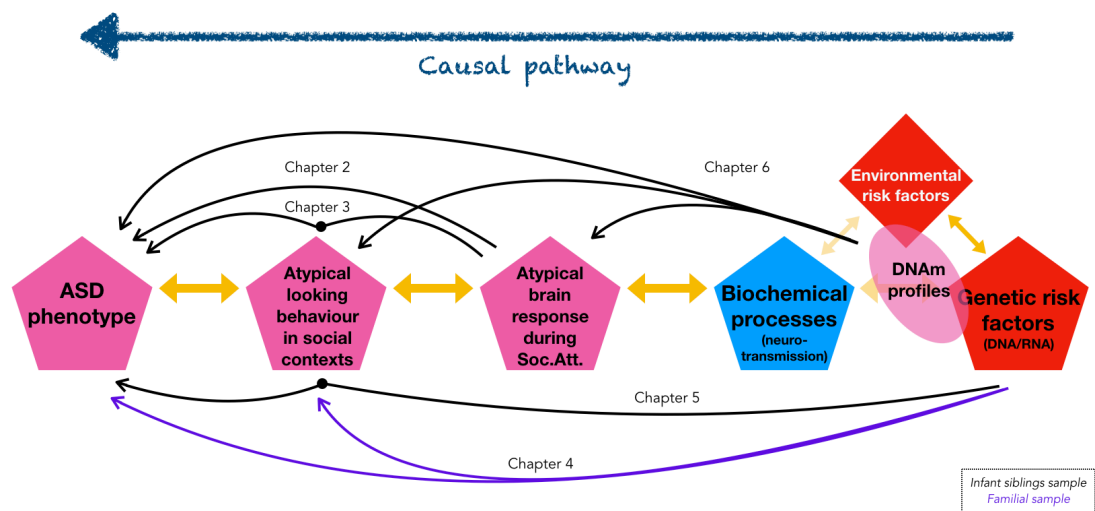 Causal pathway
Chapter 2
Chapter 6
Chapter 3
Environmental
risk factors
ASD
phenotype
Atypical
looking
behaviour
in social
contexts
Atypical
brain
response
during
Soc.Att.
Biochemical
processes
(neuro-
transmission)
DNAm
profiles
Genetic risk
factors
(DNA/RNA)
Chapter 5
Chapter 4
Infant siblings sample
Familial sample